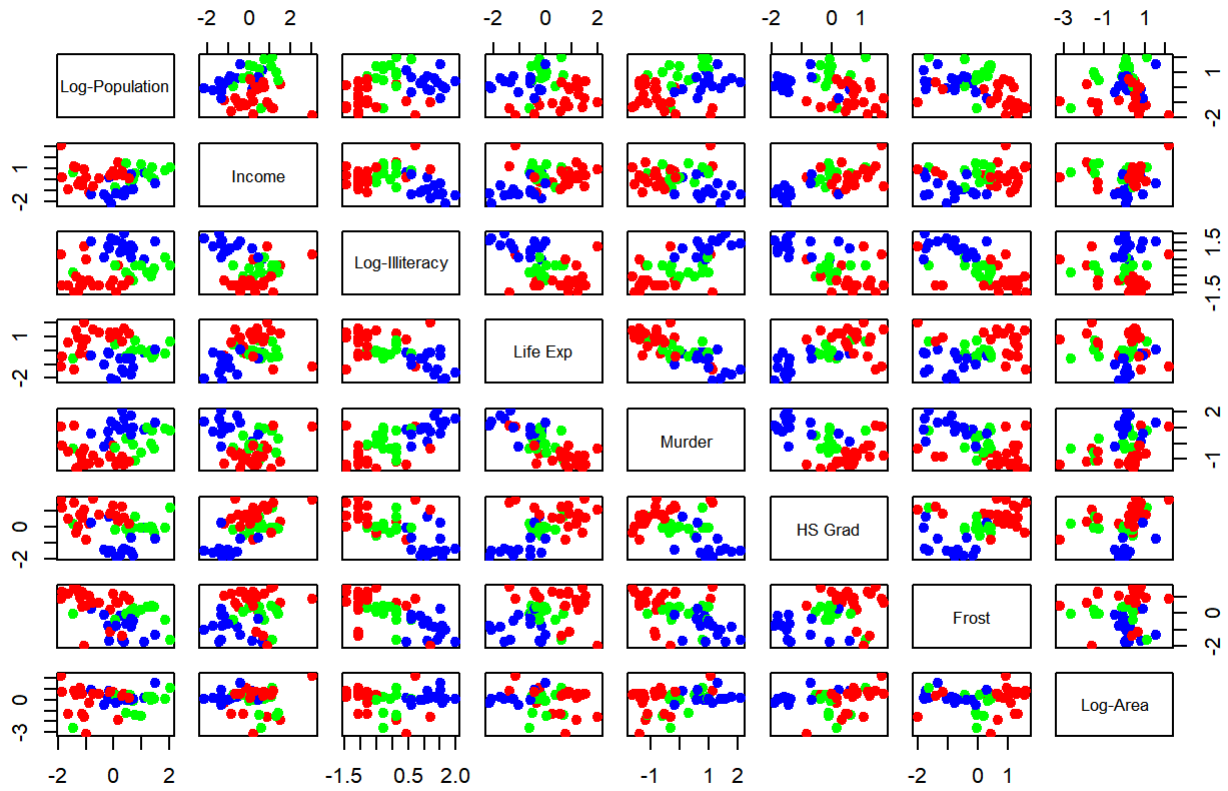 -2 0 2 -2 0 2 -2 0 2 -3 -1 1
Log-Population 1 -2
1 -2 Income
Log-Illiteracy 1.5 -1.5
1 -2 Life Exp
Murder 2 -1
0 -2 HS Grad
Frost 0 -2
0 -3 Log-Area
-2 0 2 -1.5 0.5 2.0 -1 1 2 -2 0 1